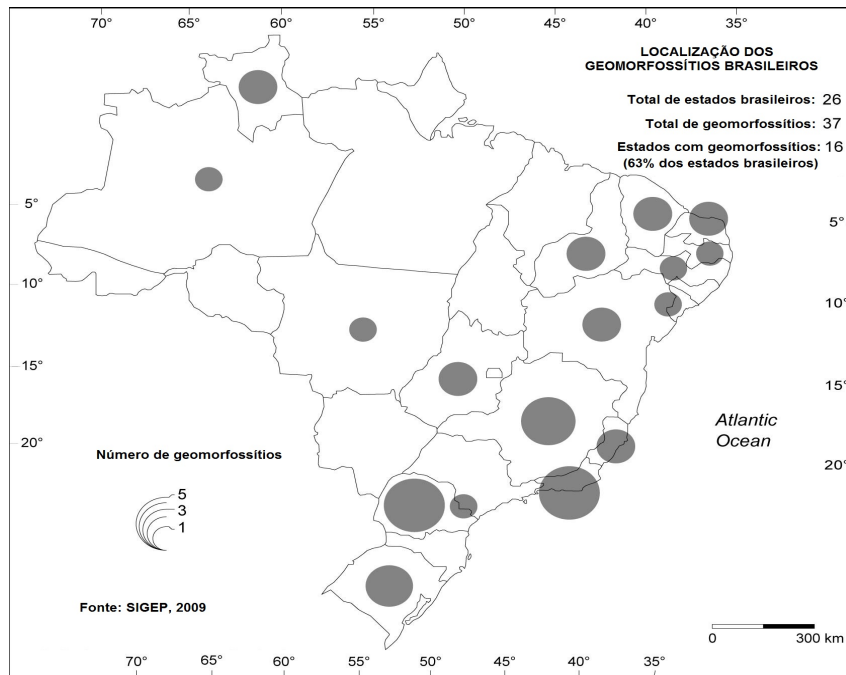 70° 65° 60° 55° 50° 45° 40° 35°
LOCALIZAÇÃO DOS
GEOMORFOSSÍTIOS BRASILEIROS
Total de estados brasileiros: 26
Total de geomorfossítios: 37
Estados com geomorfossítios: 16
(63% dos estados brasileiros)
5° 5°
10° 10°
15° 15°
20° 20°
Atlantic
Ocean
Número de geomorfossítios
5
3
1
Fonte: SIGEP, 2009
0 300 km
70° 65° 60° 55° 50° 45° 40° 35°